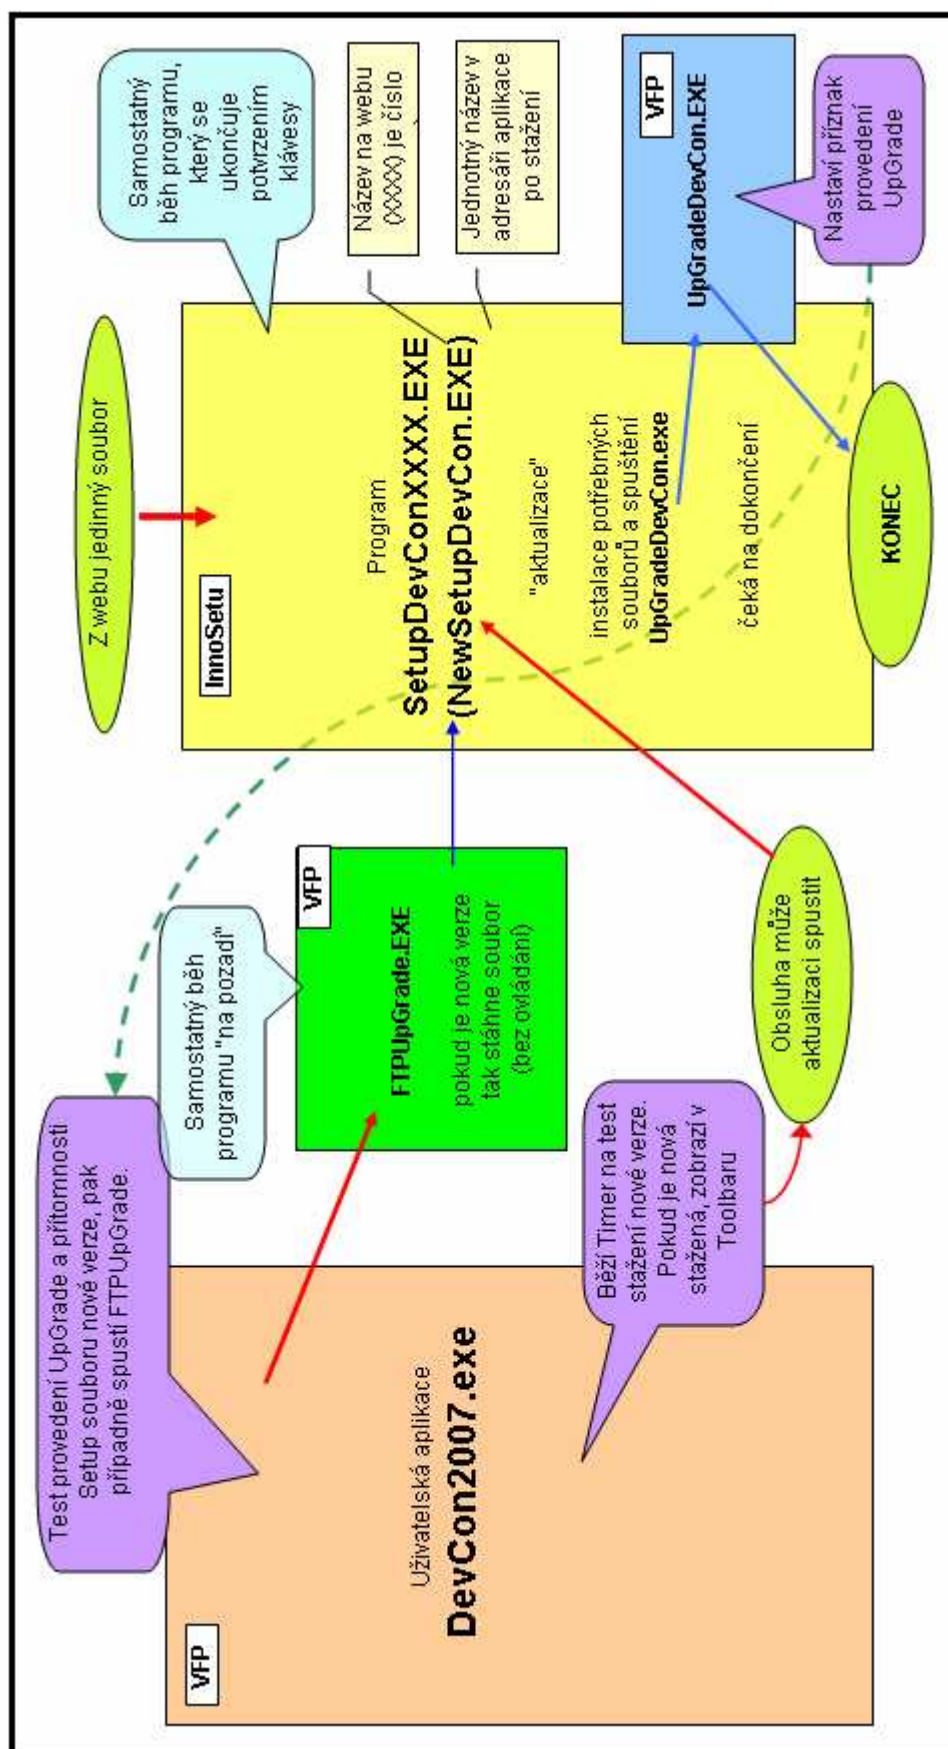 Test provedení UpGrade a přítomnosti
Setup souboru nové verze, pak
případně spustí FTPUpGrade.
VFP
Uživatelská aplikace
DevCon2007.exe
Běží Timer na test
stažení nové verze.
Pokud je nová
stažená, zobrazí v
Toolbaru
Samostatný běh
programu "na pozadí"
VFP
FTPUpGrade.EXE
pokud je nová verze
tak stáhne soubor
(bez ovládání)
Obsluha může
aktualizaci spustit
Z webu jedinný soubor
InnoSetu
Program
SetupDevConXXXX.EXE
(NewSetupDevCon.EXE)
"aktualizace"
instalace potřebných
souborů a spuštění
UpGradeDevCon.exe
čeká na dokončení
KONEC
Samostatný
běh programu,
který se
ukončuje
potvrzením
klávesy
Název na webu
(XXXX) je číslo
Jednotný název v
adresáři aplikace
po stažení
VFP
UpGradeDevCon.EXE
Nastaví příznak
provedení
UpGrade